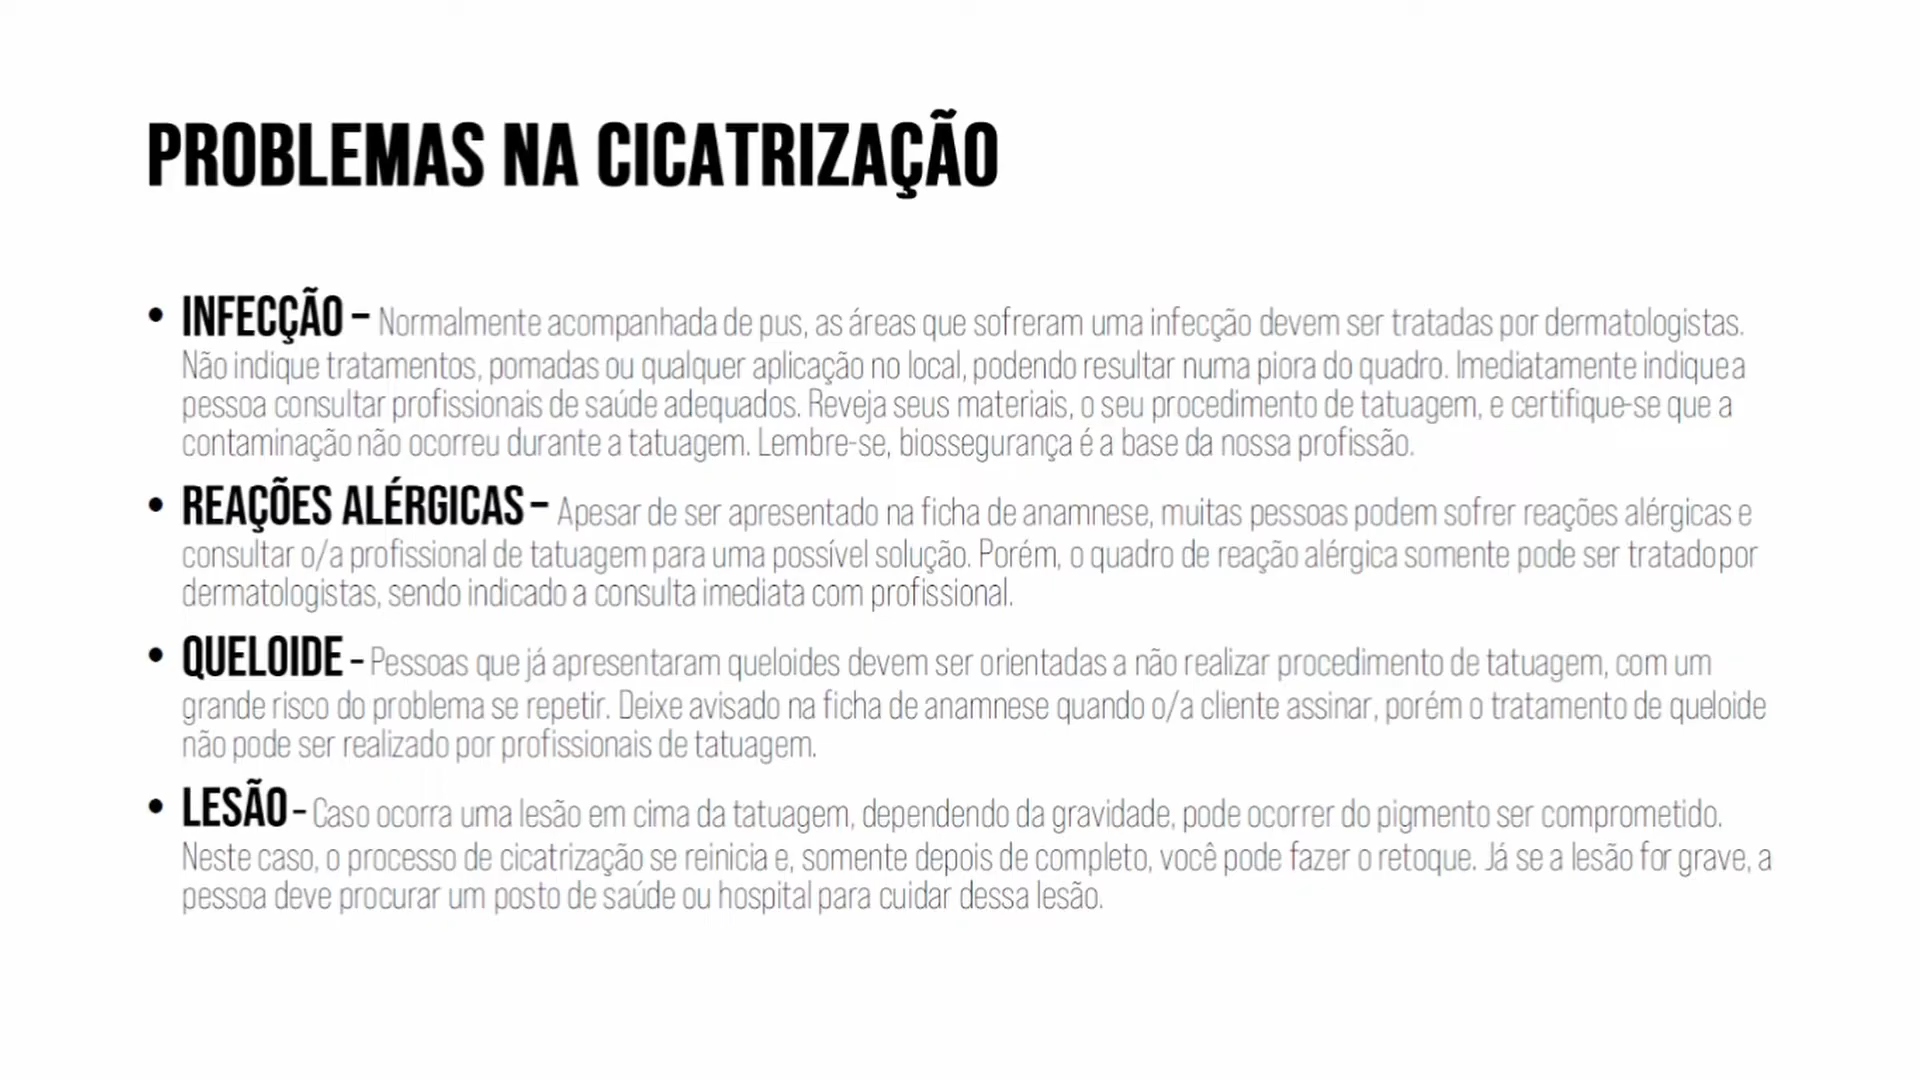 PROBLEMAS NA CICATRIZAÇÃO
• INFECÇÃO – Normalmente acompanhada de pus, as áreas que sofreram uma infecção devem ser tratadas por dermatologistas.
Não indique tratamentos, pomadas ou qualquer aplicação no local, podendo resultar numa piora do quadro. Imediatamente indique a
pessoa consultar profissionais de saúde adequados. Reveja seus materiais, o seu procedimento de tatuagem, e certifique-se que a
contaminação não ocorreu durante a tatuagem. Lembre-se, biossegurança é a base da nossa profissão.
• REAÇÕES ALÉRGICAS – Apesar de ser apresentado na ficha de anamnese, muitas pessoas podem sofrer reações alérgicas e
consultar o/a profissional de tatuagem para uma possível solução. Porém, o quadro de reação alérgica somente pode ser tratado por
dermatologistas, sendo indicado a consulta imediata com profissional.
• QUELOIDE - Pessoas que já apresentaram queloides devem ser orientadas a não realizar procedimento de tatuagem, com um
grande risco do problema se repetir. Deixe avisado na ficha de anamnese quando o/a cliente assinar, porém o tratamento de queloide
não pode ser realizado por profissionais de tatuagem.
• LESÃO - Caso ocorra uma lesão em cima da tatuagem, dependendo da gravidade, pode ocorrer do pigmento ser comprometido.
Neste caso, o processo de cicatrização se reinicia e, somente depois de completo, você pode fazer o retoque. Já se a lesão for grave, a
pessoa deve procurar um posto de saúde ou hospital para cuidar dessa lesão.